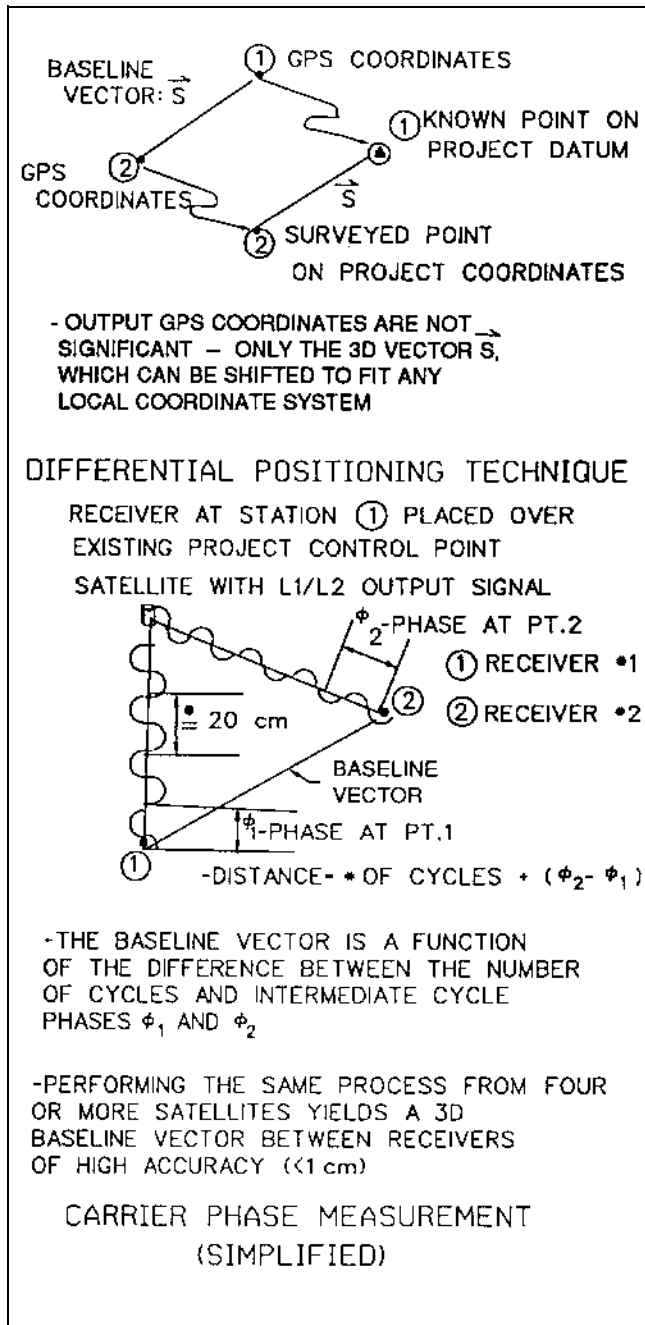 ① GPS COORDINATES
BASELINE
VECTOR: S
① KNOWN POINT ON
PROJECT DATUM
②
GPS
COORDINATES
S
② SURVEYED POINT
ON PROJECT COORDINATES
- OUTPUT GPS COORDINATES ARE NOT
SIGNIFICANT – ONLY THE 3D VECTOR S,
WHICH CAN BE SHIFTED TO FIT ANY
LOCAL COORDINATE SYSTEM
DIFFERENTIAL POSITIONING TECHNIQUE
RECEIVER AT STATION ① PLACED OVER
EXISTING PROJECT CONTROL POINT
SATELLITE WITH L1/L2 OUTPUT SIGNAL
ϕ₂-PHASE AT PT.2
① RECEIVER •1
②
② RECEIVER •2
≐ 20 cm
BASELINE
VECTOR
ϕ₁-PHASE AT PT.1
①
-DISTANCE- • OF CYCLES + (ϕ₂- ϕ₁)
-THE BASELINE VECTOR IS A FUNCTION
OF THE DIFFERENCE BETWEEN THE NUMBER
OF CYCLES AND INTERMEDIATE CYCLE
PHASES ϕ₁ AND ϕ₂
-PERFORMING THE SAME PROCESS FROM FOUR
OR MORE SATELLITES YIELDS A 3D
BASELINE VECTOR BETWEEN RECEIVERS
OF HIGH ACCURACY (<1 cm)
CARRIER PHASE MEASUREMENT
(SIMPLIFIED)